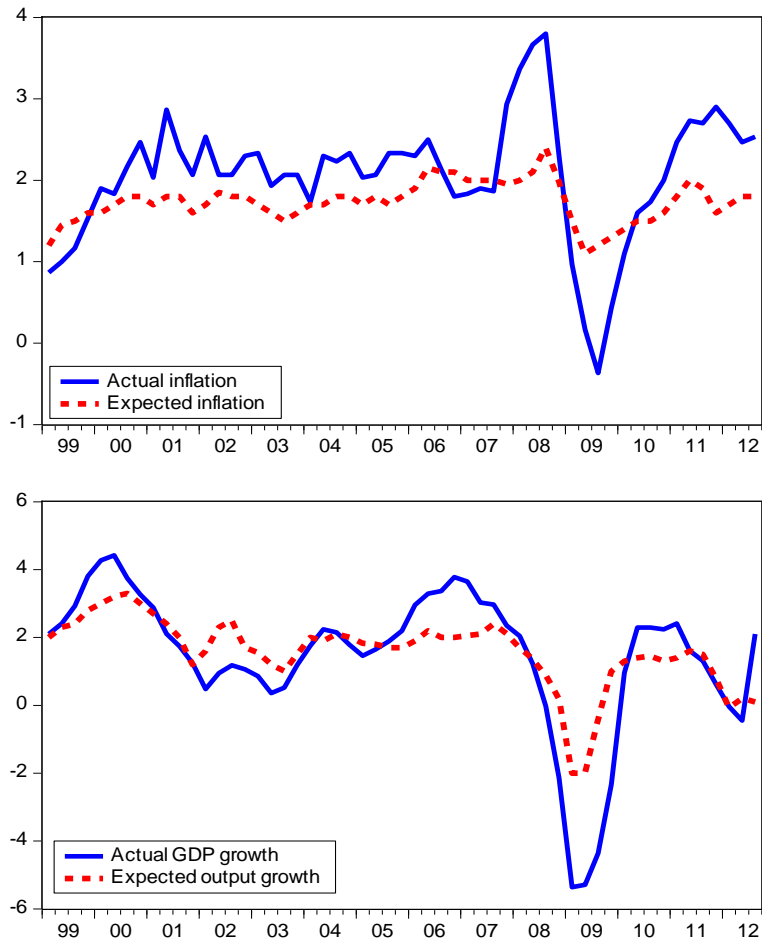 4
3
2
1
0
-1
Actual inflation
Expected inflation
99 00 01 02 03 04 05 06 07 08 09 10 11 12
6
4
2
0
-2
-4
-6
Actual GDP growth
Expected output growth
99 00 01 02 03 04 05 06 07 08 09 10 11 12